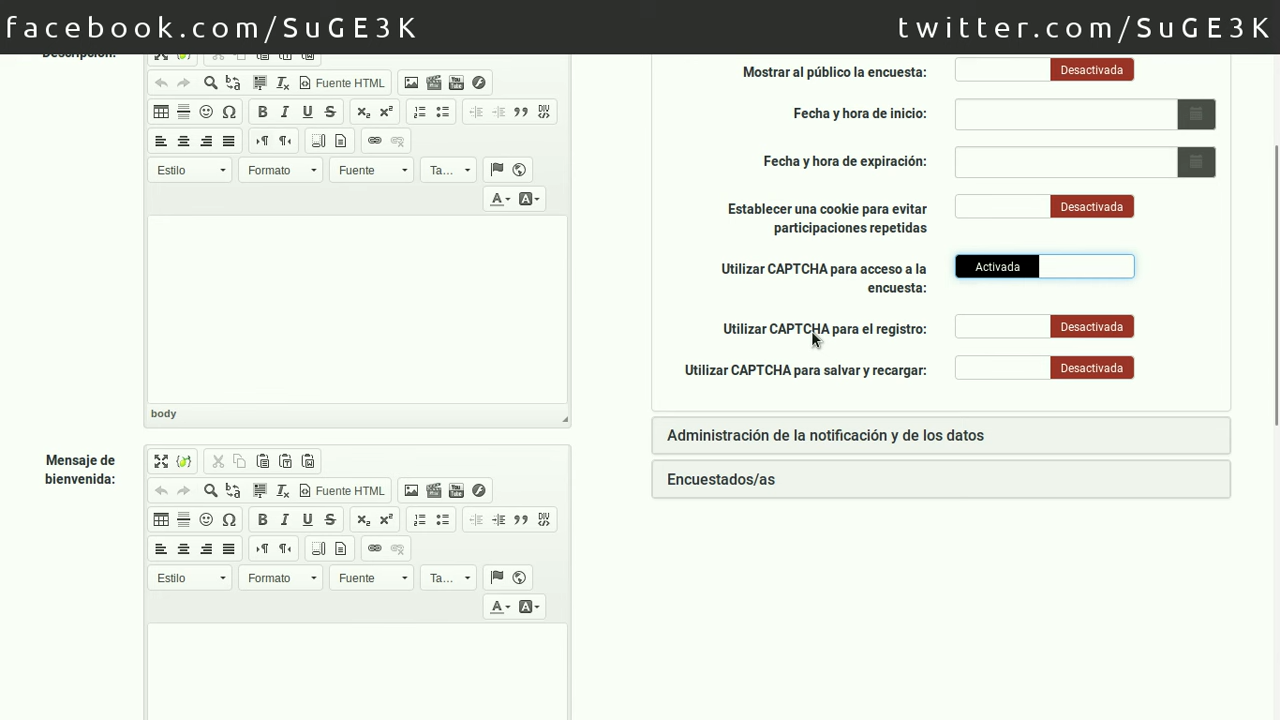 facebook.com/SuGE3K
twitter.com/SuGE3K
Descripción:
Fuente HTML
Estilo
Formato
Fuente
Ta...
body
Mensaje de
bienvenida:
Fuente HTML
Estilo
Formato
Fuente
Ta...
Mostrar al público la encuesta:
Desactivada
Fecha y hora de inicio:
Fecha y hora de expiración:
Establecer una cookie para evitar
participaciones repetidas
Desactivada
Utilizar CAPTCHA para acceso a la
encuesta:
Activada
Utilizar CAPTCHA para el registro:
Desactivada
Utilizar CAPTCHA para salvar y recargar:
Desactivada
Administración de la notificación y de los datos
Encuestados/as